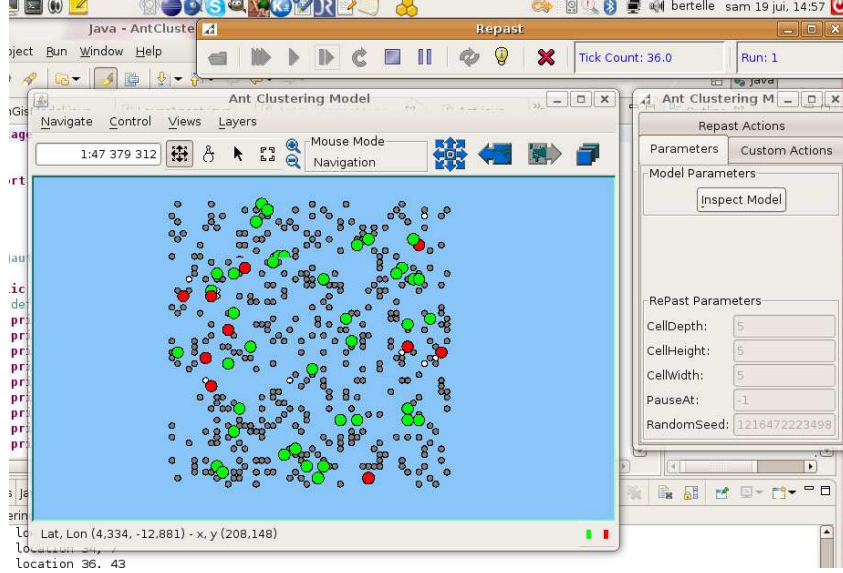 bertelle sam 19 jui, 14:57
Java - AntCluste
Repast
Run Window Help
Tick Count: 36.0
Run: 1
Java
Ant Clustering Model
Navigate Control Views Layers
1:47 379 312
Mouse Mode
Navigation
Lat, Lon (4,334, -12,881) - x, y (208,148)
Ant Clustering M
Repast Actions
Parameters
Custom Actions
Model Parameters
Inspect Model
RePast Parameters
CellDepth: 5
CellHeight: 5
CellWidth: 5
PauseAt: -1
RandomSeed: 1216472223498
location 36, 43